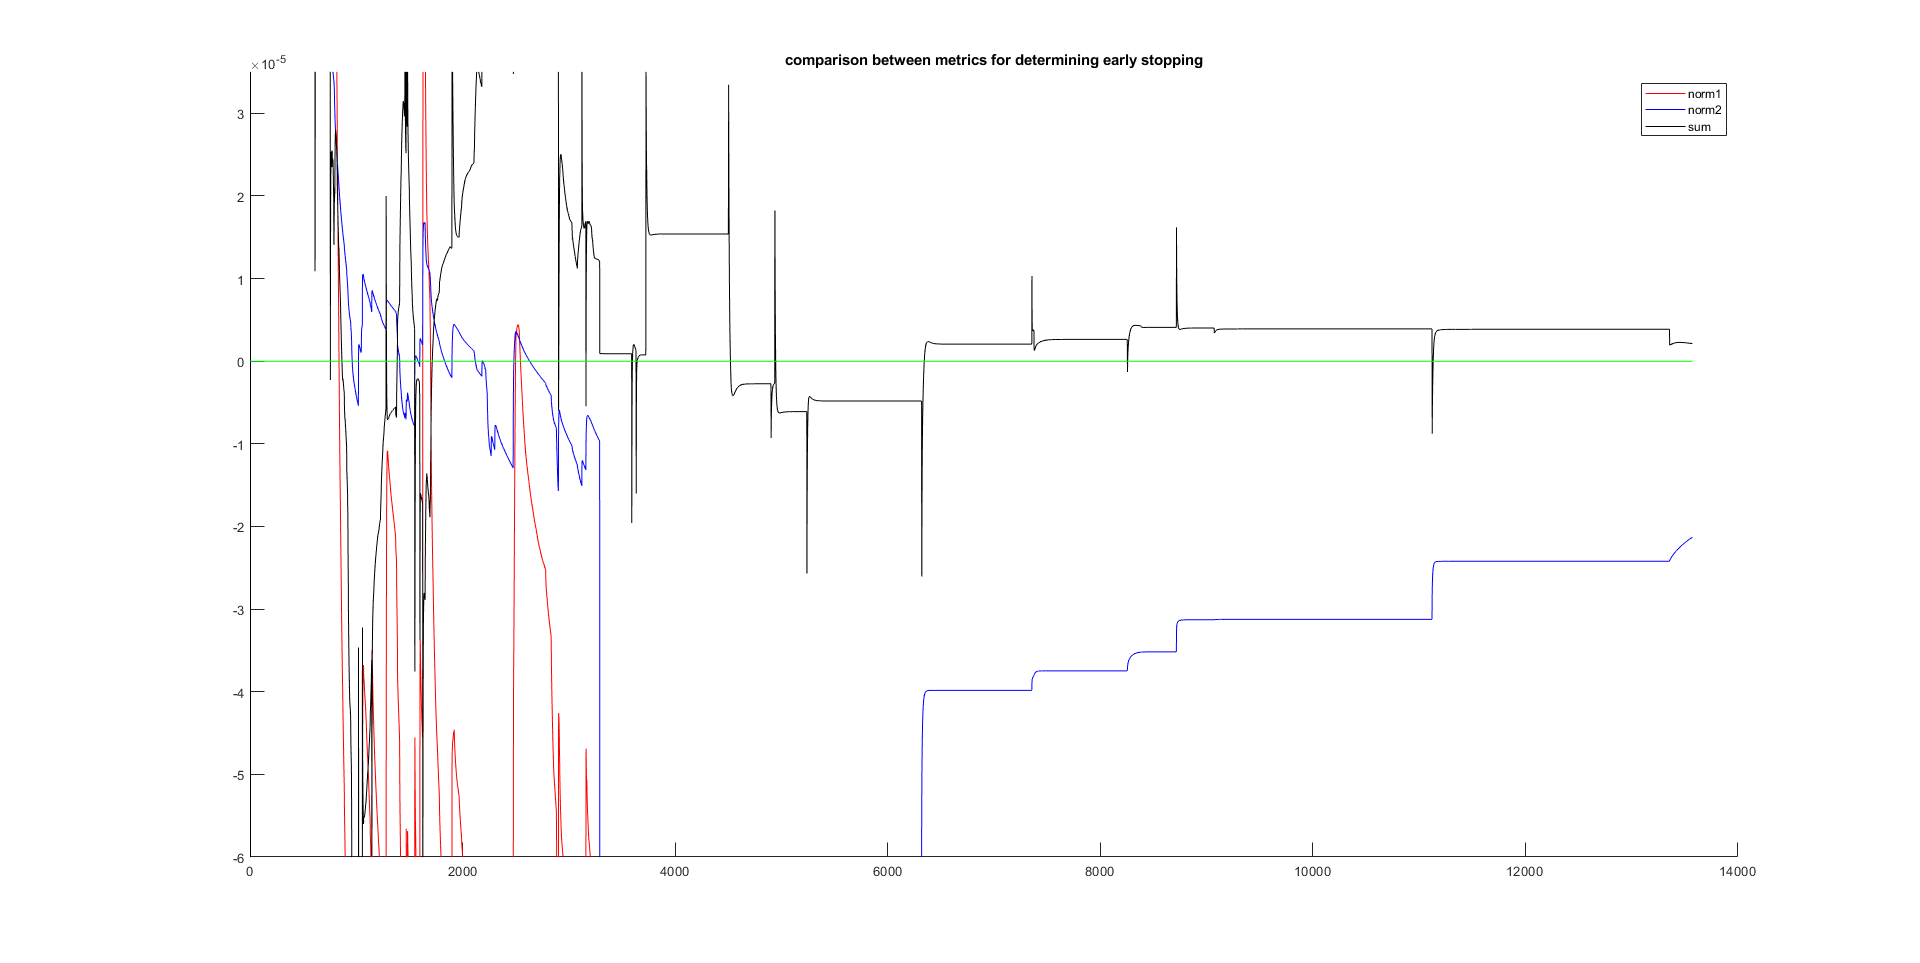 comparison between metrics for determining early stopping
×10-5
norm1
norm2
sum
3
2
1
0
-1
-2
-3
-4
-5
-6
0 2000 4000 6000 8000 10000 12000 14000